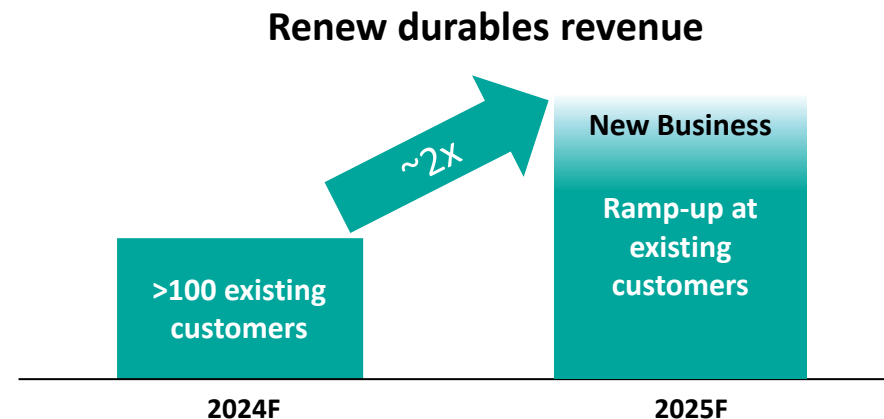 Renew durables revenue
~2x
New Business
Ramp-up at
existing
customers
>100 existing
customers
2024F
2025F